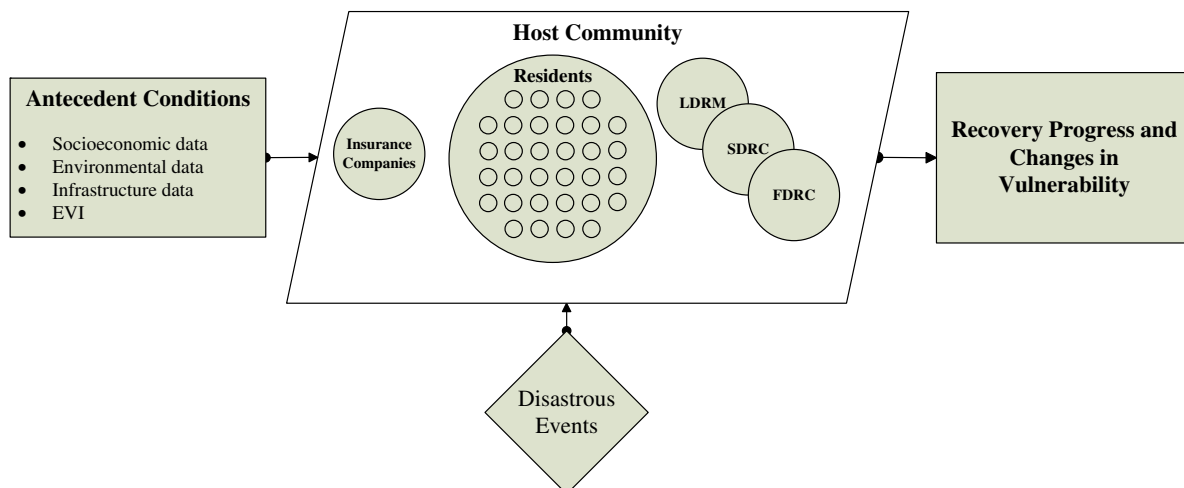 Host Community
Antecedent Conditions
• Socioeconomic data
• Environmental data
• Infrastructure data
• EVI
Insurance
Companies
Residents
LDRM
SDRC
FDRC
Recovery Progress and
Changes in
Vulnerability
Disastrous
Events